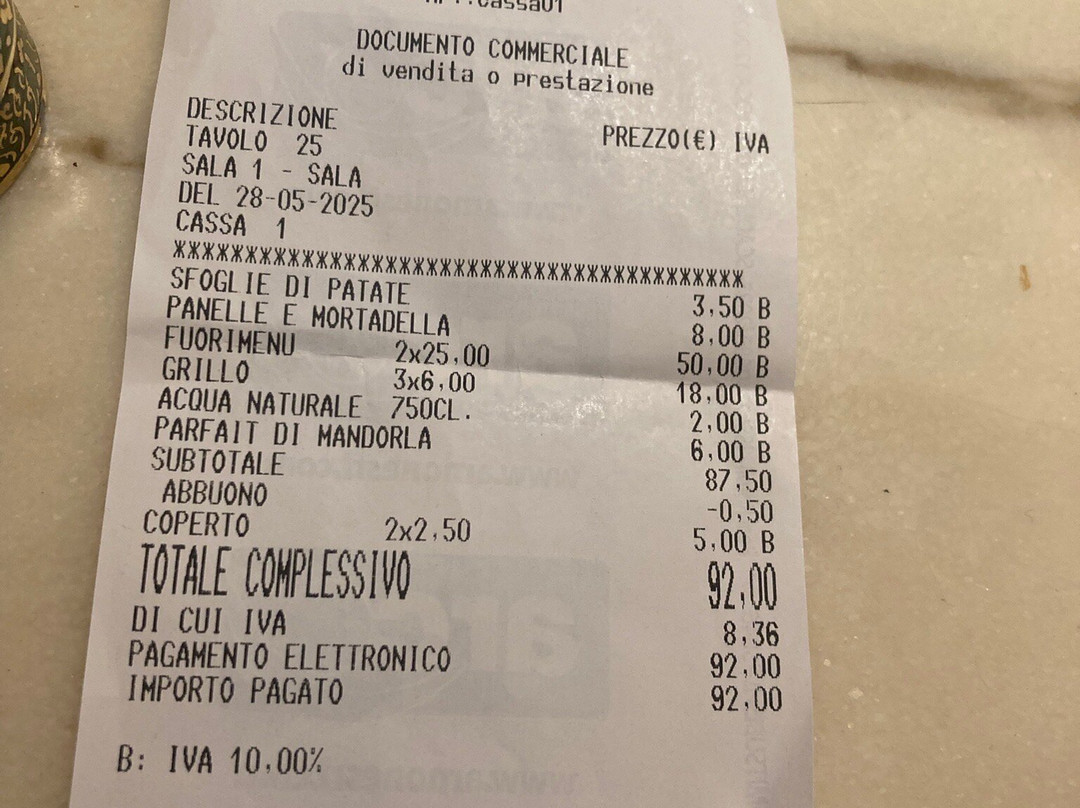 DOCUMENTO COMMERCIALE
di vendita o prestazione
DESCRIZIONE PREZZO(€) IVA
TAVOLO 25
SALA 1 - SALA
DEL 28-05-2025
CASSA 1
SFOGLIE DI PATATE 3,50 B
PANELLE E MORTADELLA 8,00 B
FUORIMENU 2x25,00 50,00 B
GRILLO 3x6,00 18,00 B
ACQUA NATURALE 750CL. 2,00 B
PARFAIT DI MANDORLA 6,00 B
SUBTOTALE 87,50
ABBUONO -0,50
COPERTO 2x2,50 5,00 B
TOTALE COMPLESSIVO 92,00
DI CUI IVA 8,36
PAGAMENTO ELETTRONICO 92,00
IMPORTO PAGATO 92,00
B: IVA 10,00%